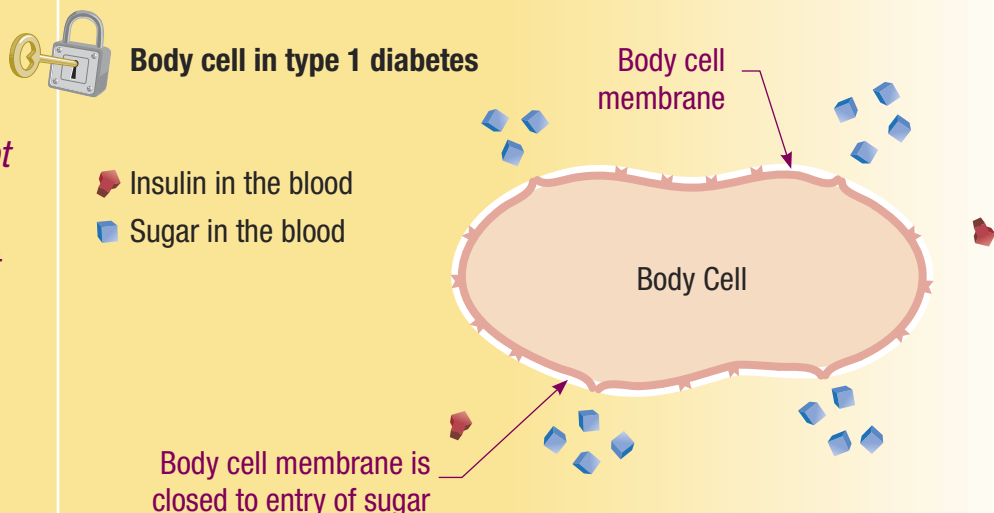 Body cell in type 1 diabetes
Body cell
membrane
Insulin in the blood
Sugar in the blood
Body Cell
Body cell membrane is
closed to entry of sugar